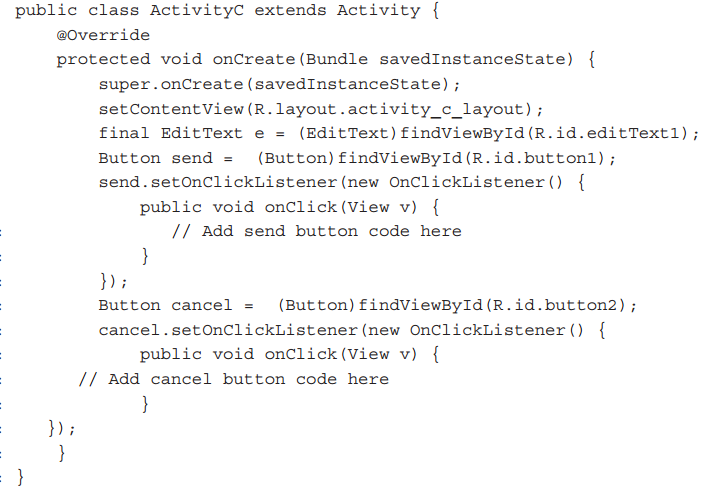 public class ActivityC extends Activity {
    @Override
    protected void onCreate(Bundle savedInstanceState) {
        super.onCreate(savedInstanceState);
        setContentView(R.layout.activity_c_layout);
        final EditText e = (EditText)findViewById(R.id.editText1);
        Button send =  (Button)findViewById(R.id.button1);
        send.setOnClickListener(new OnClickListener() {
            public void onClick(View v) {
               // Add send button code here
            }
        });
        Button cancel =  (Button)findViewById(R.id.button2);
        cancel.setOnClickListener(new OnClickListener() {
            public void onClick(View v) {
      // Add cancel button code here
            }
   });
    }
}